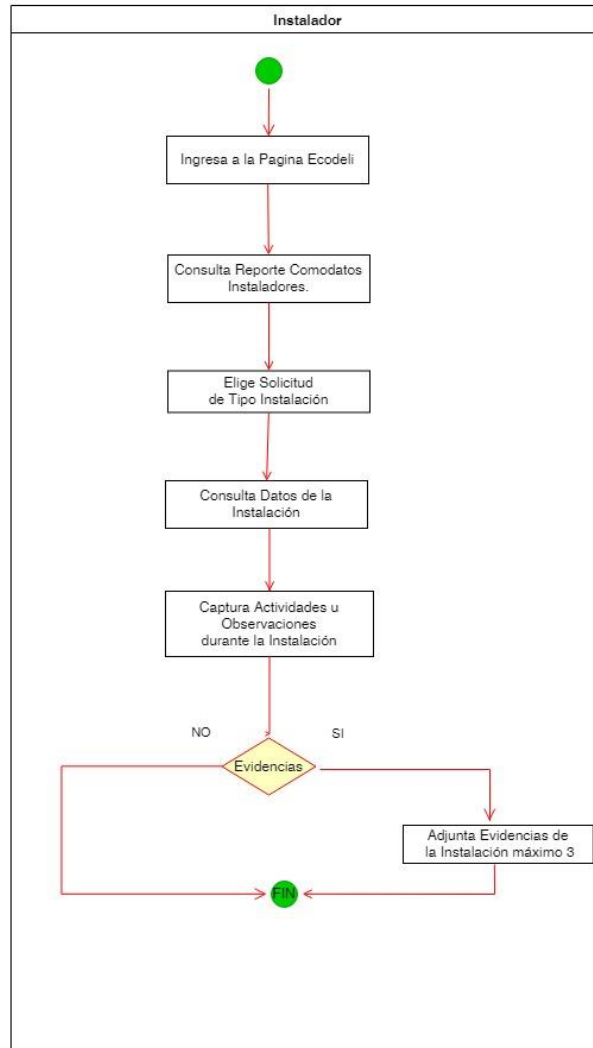 Instalador
Ingresa a la Pagina Ecodeli
Consulta Reporte Comodatos
Instaladores.
Elige Solicitud
de Tipo Instalación
Consulta Datos de la
Instalación
Captura Actividades u
Observaciones
durante la Instalación
NO
SI
Evidencias
Adjunta Evidencias de
la Instalación máximo 3
FIN